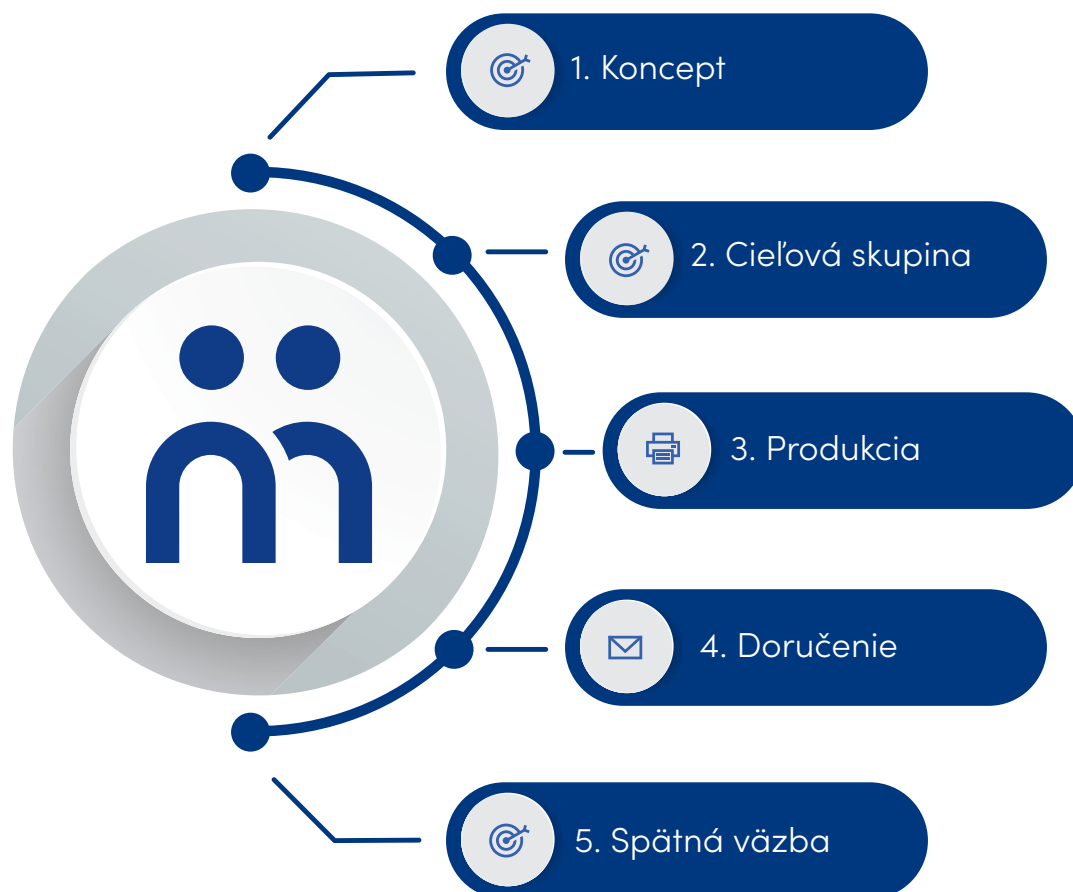 1. Koncept
2. Cieľová skupina
3. Produkcia
4. Doručenie
5. Spätná väzba